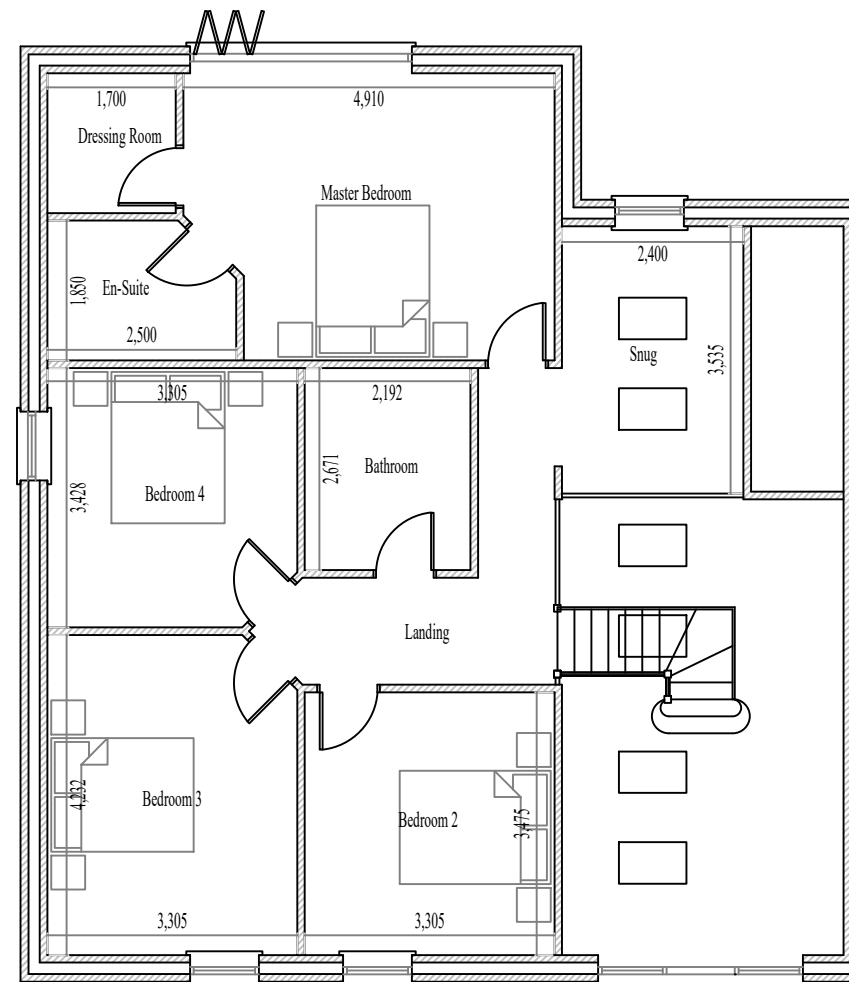 1,700
4,910
Dressing Room
Master Bedroom
2,400
1,850
En-Suite
2,500
Snug
3,535
3,305
2,192
2,671
Bathroom
3,428
Bedroom 4
Landing
4,232
Bedroom 3
Bedroom 2
3,475
3,305
3,305